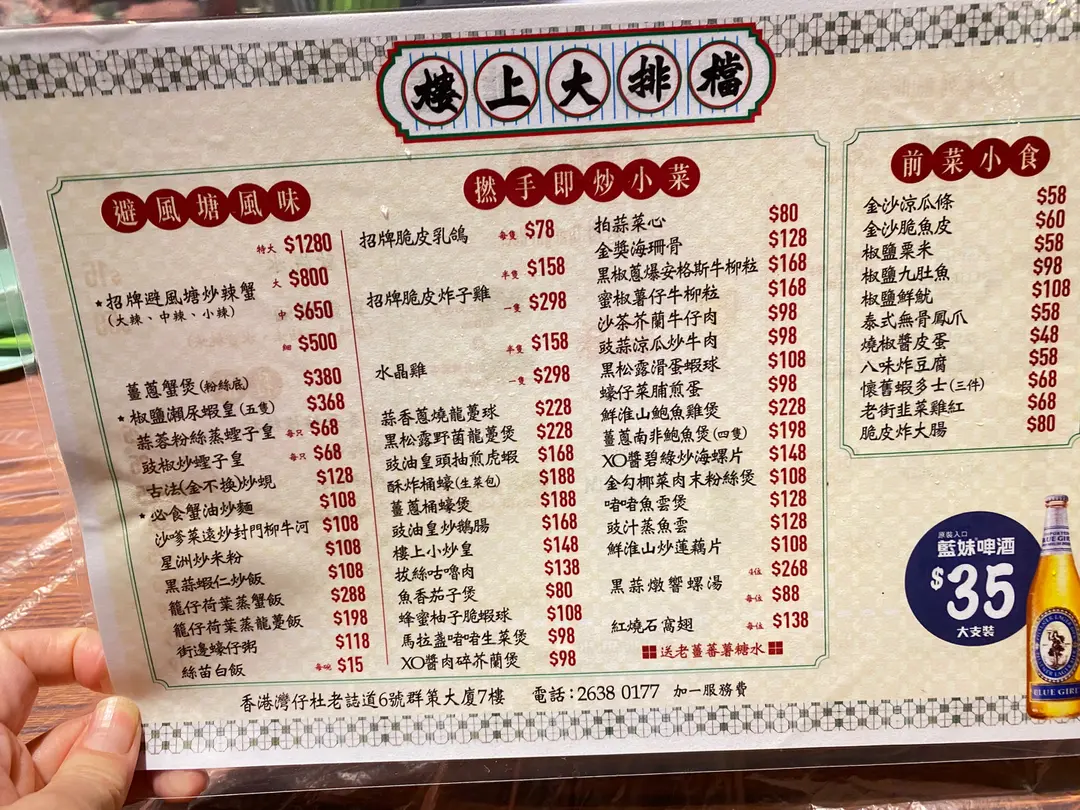 樓上大排檔
避風塘風味
特大 $1280
大 $800
★招牌避風塘炒辣蟹
(大辣、中辣、小辣)
中 $650
細 $500
薑蔥蟹煲(粉絲底) $380
★椒鹽瀨尿蝦皇(五隻) $368
蒜蓉粉絲蒸蟶子皇 每只 $68
豉椒炒蟶子皇 每只 $68
古法(金不換)炒蜆 $128
★必食蟹油炒麵 $108
沙嗲菜遠炒封門柳牛河 $108
星洲炒米粉 $108
黑蒜蝦仁炒飯 $108
籠仔荷葉蒸蟹飯 $288
籠仔荷葉蒸龍躉飯 $198
街邊蠔仔粥 $118
絲苗白飯 每碗 $15
撚手即炒小菜
招牌脆皮乳鴿 每隻 $78
半隻 $158
招牌脆皮炸子雞 一隻 $298
半隻 $158
水晶雞
一隻 $298
蒜香蔥燒龍躉球 $228
黑松露野菌龍躉煲 $228
豉油皇頭抽煎虎蝦 $168
酥炸桶蠔(生菜包) $188
薑蔥桶蠔煲 $188
豉油皇炒鵝腸 $168
樓上小炒皇 $148
拔絲咕嚕肉 $138
魚香茄子煲 $80
蜂蜜柚子脆蝦球 $108
馬拉盞啫啫生菜煲 $98
XO醬肉碎芥蘭煲 $98
拍蒜菜心 $80
金獎海珊骨 $128
黑椒蔥爆安格斯牛柳粒 $168
蜜椒薯仔牛柳粒 $168
沙茶芥蘭牛仔肉 $98
豉蒜涼瓜炒牛肉 $98
黑松露滑蛋蝦球 $108
蠔仔菜脯煎蛋 $98
鮮淮山鮑魚雞煲 $228
薑蔥南非鮑魚煲(四隻) $198
XO醬碧綠炒海螺片 $148
金勾椰菜肉末粉絲煲 $108
啫啫魚雲煲 $128
豉汁蒸魚雲 $128
鮮淮山炒蓮藕片 $108
4位 $268
黑蒜燉響螺湯
每位 $88
紅燒石窩翅 每位 $138
送老薑蕃薯糖水
前菜小食
金沙涼瓜條 $58
金沙脆魚皮 $60
椒鹽粟米 $58
椒鹽九肚魚 $98
椒鹽鮮魷 $108
泰式無骨鳳爪 $58
燒椒醬皮蛋 $48
八味炸豆腐 $58
懷舊蝦多士(三件) $68
老街韭菜雞紅 $68
脆皮炸大腸 $80
原裝入口
藍妹啤酒
$35
大支裝
BLUE GIRL
BLUE GIRL
香港灣仔杜老誌道6號群策大廈7樓 電話:2638 0177 加一服務費